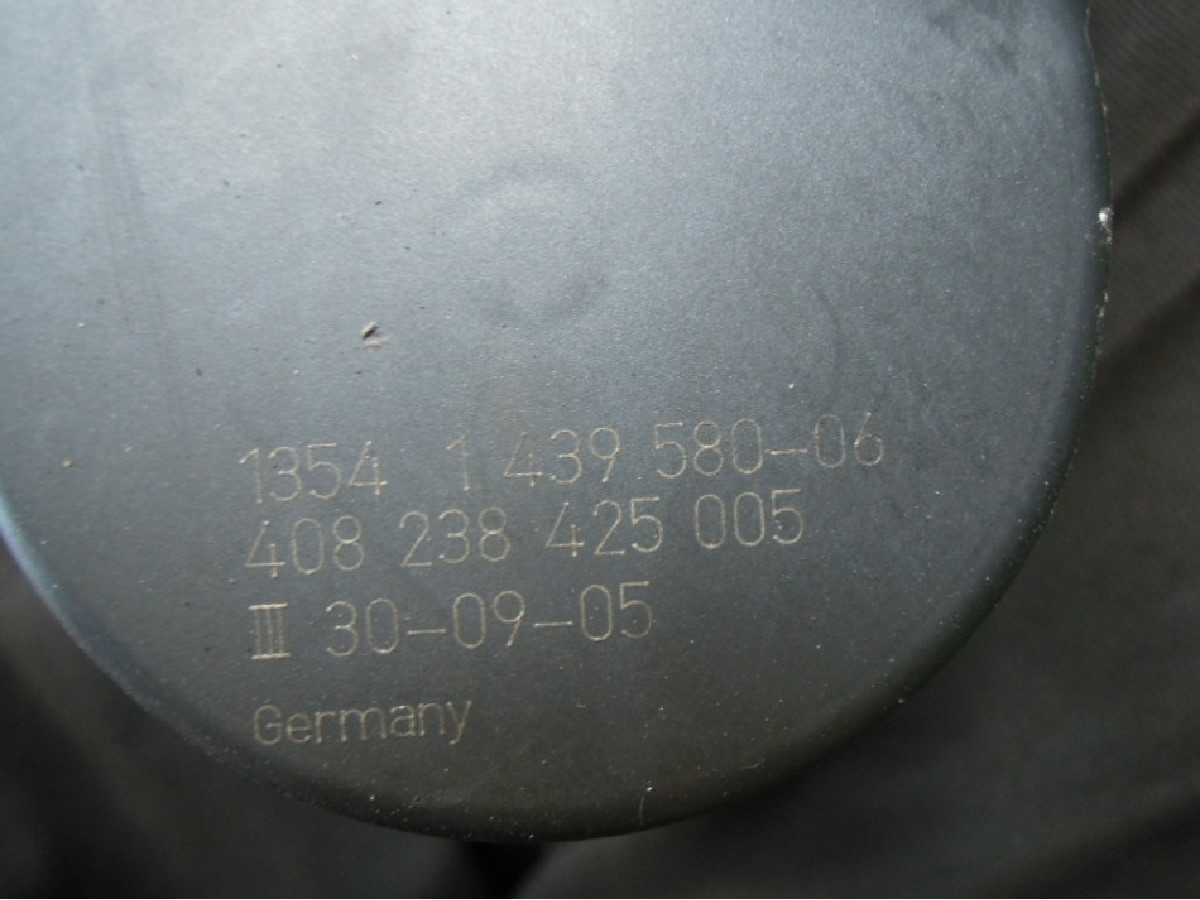 1354 1 439 580-06
408 238 425 005
III 30-09-05
Germany